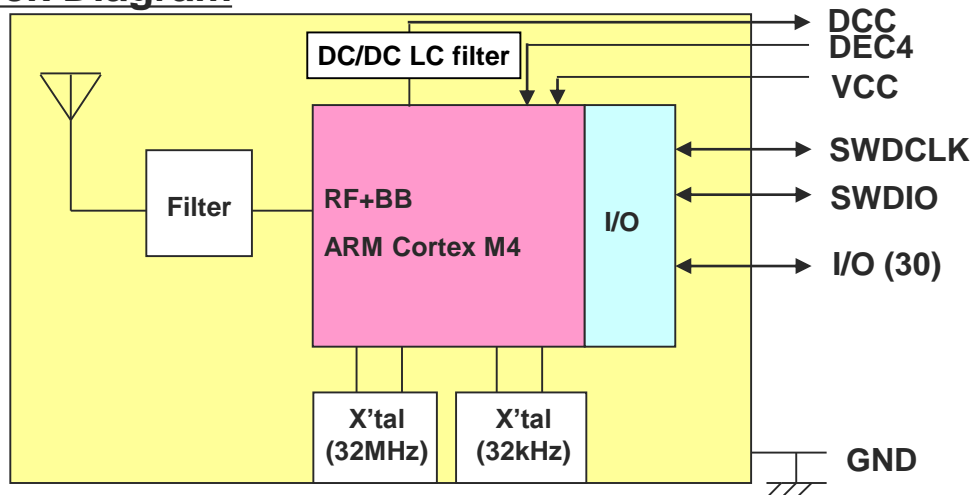 Diagram
DCC
DEC4
DC/DC LC filter
VCC
SWDCLK
SWDIO
Filter
RF+BB
ARM Cortex M4
I/O
I/O (30)
X'tal
(32MHz)
X'tal
(32kHz)
GND